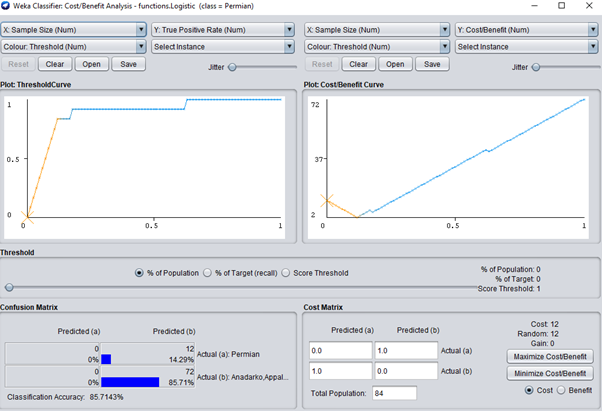 Weka Classifier: Cost/Benefit Analysis - functions.Logistic (class = Permian)
X: Sample Size (Num)
Y: True Positive Rate (Num)
X: Sample Size (Num)
Y: Cost/Benefit (Num)
Colour: Threshold (Num)
Select Instance
Colour: Threshold (Num)
Select Instance
Reset
Clear
Open
Save
Jitter
Reset
Clear
Open
Save
Jitter
Plot: ThresholdCurve
Plot: Cost/Benefit Curve
1
0.5
0
0
0.5
1
72
37
2
0
0.5
1
Threshold
% of Population
% of Target (recall)
Score Threshold
% of Population: 0
% of Target: 0
Score Threshold: 1
Confusion Matrix
Predicted (a)
Predicted (b)
0
0%
12
14.29%
Actual (a): Permian
0
0%
72
85.71%
Actual (b): Anadarko,Appal...
Classification Accuracy: 85.7143%
Cost Matrix
Predicted (a)
Predicted (b)
0.0
1.0
Actual (a)
1.0
0.0
Actual (b)
Total Population: 84
Cost: 12
Random: 12
Gain: 0
Maximize Cost/Benefit
Minimize Cost/Benefit
Cost
Benefit